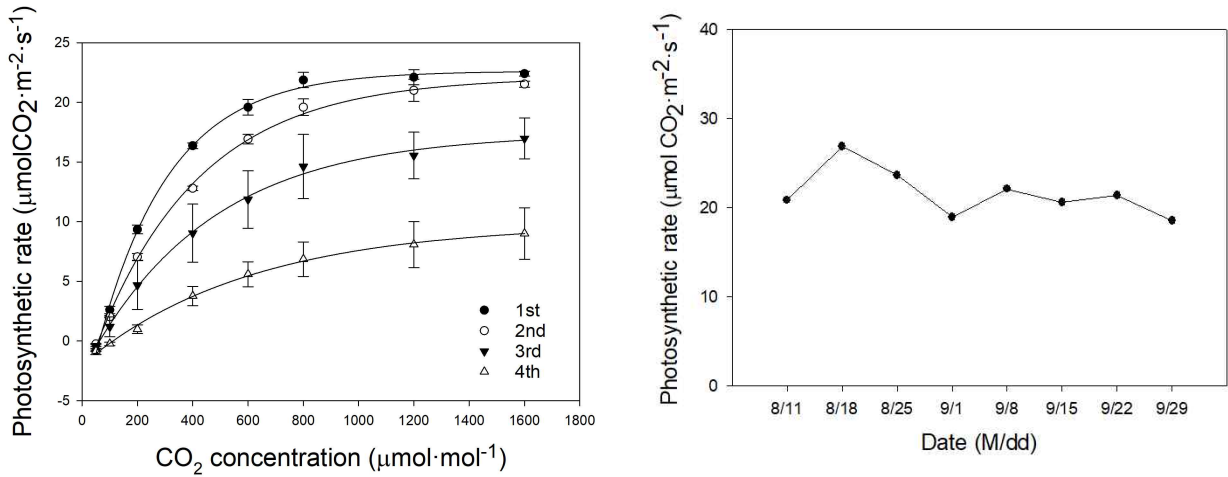 Photosynthetic rate (μmolCO₂·m⁻²·s⁻¹)
25
20
15
10
5
0
-5
1st
2nd
3rd
4th
0 200 400 600 800 1000 1200 1400 1600 1800
CO₂ concentration (μmol·mol⁻¹)
Photosynthetic rate (μmol CO₂·m⁻²·s⁻¹)
40
30
20
10
0
8/11 8/18 8/25 9/1 9/8 9/15 9/22 9/29
Date (M/dd)